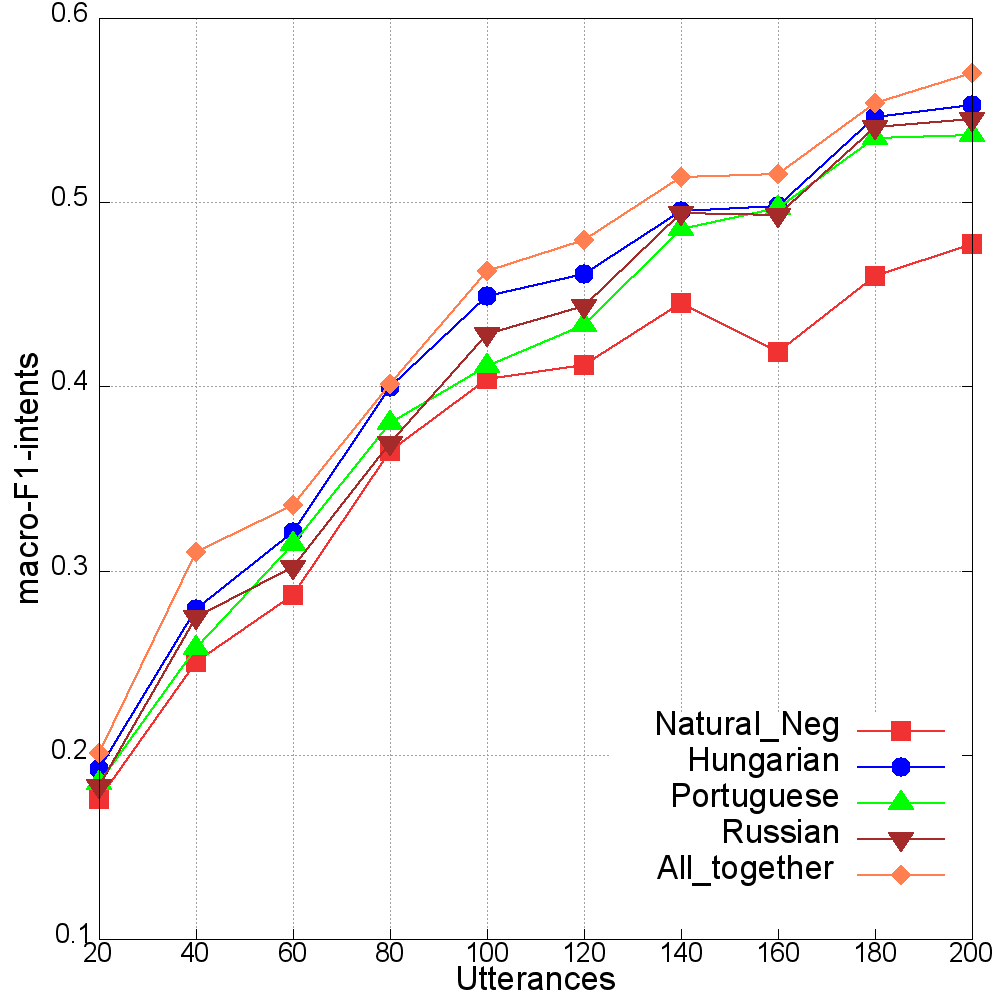 0.6
0.5
0.4
0.3
0.2
0.1
macro-F1-intents
Natural_Neg
Hungarian
Portuguese
Russian
All_together
20 40 60 80 100 120 140 160 180 200
Utterances